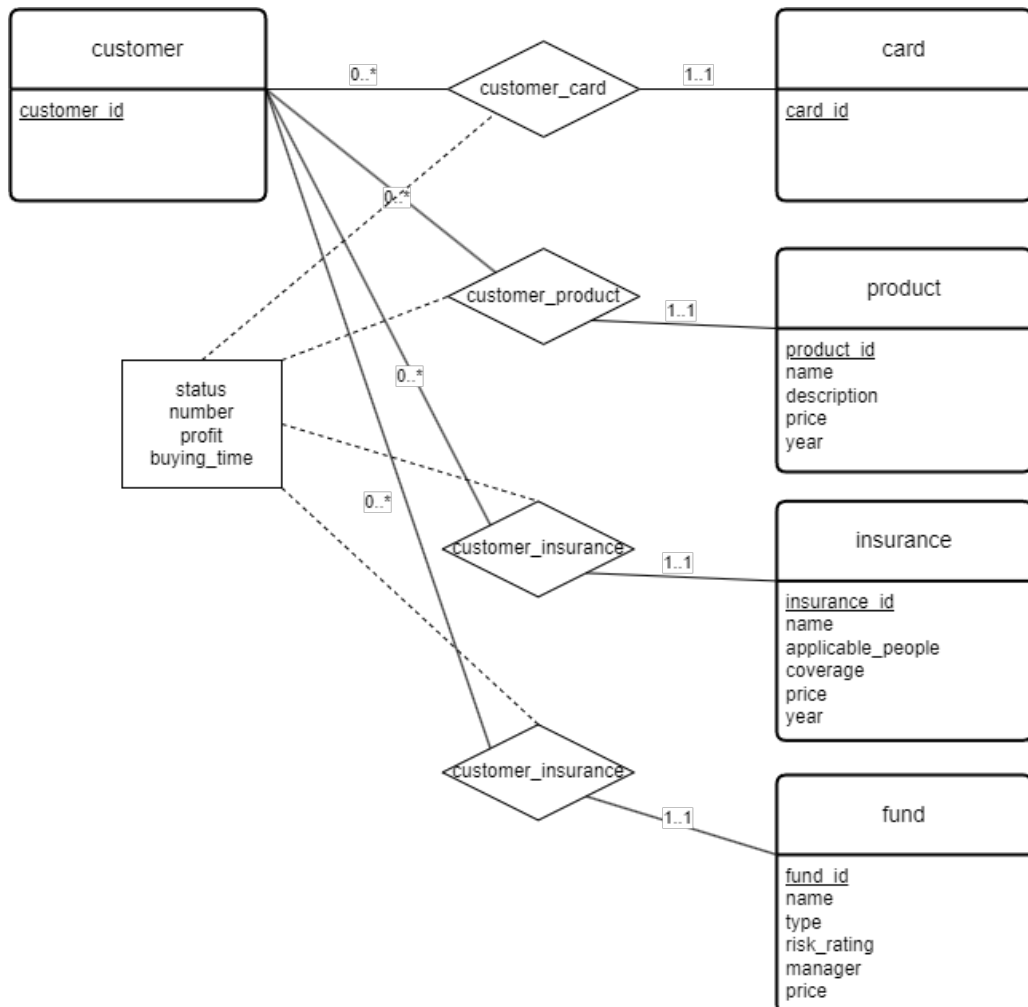 customer
customer_id
0..*
customer_card
1..1
card
card_id
0..*
customer_product
1..1
product
product_id
name
description
price
year
status
number
profit
buying_time
0..*
customer_insurance
1..1
insurance
insurance_id
name
applicable_people
coverage
price
year
0..*
customer_insurance
1..1
fund
fund_id
name
type
risk_rating
manager
price